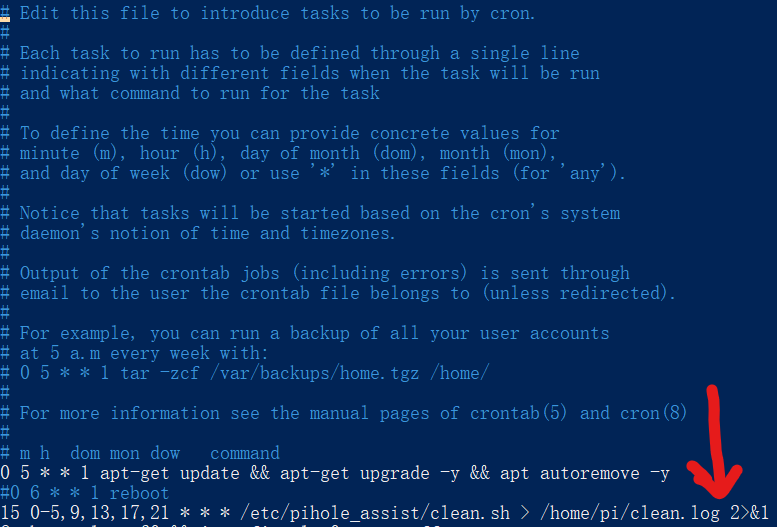 # Edit this file to introduce tasks to be run by cron.
#
# Each task to run has to be defined through a single line
# indicating with different fields when the task will be run
# and what command to run for the task
#
# To define the time you can provide concrete values for
# minute (m), hour (h), day of month (dom), month (mon),
# and day of week (dow) or use '*' in these fields (for 'any').
#
# Notice that tasks will be started based on the cron's system
# daemon's notion of time and timezones.
#
# Output of the crontab jobs (including errors) is sent through
# email to the user the crontab file belongs to (unless redirected).
#
# For example, you can run a backup of all your user accounts
# at 5 a.m every week with:
# 0 5 * * 1 tar -zcf /var/backups/home.tgz /home/
#
# For more information see the manual pages of crontab(5) and cron(8)
#
# m h  dom mon dow   command
0 5 * * 1 apt-get update && apt-get upgrade -y && apt autoremove -y
#0 6 * * 1 reboot
15 0-5,9,13,17,21 * * * /etc/pihole_assist/clean.sh > /home/pi/clean.log 2>&1